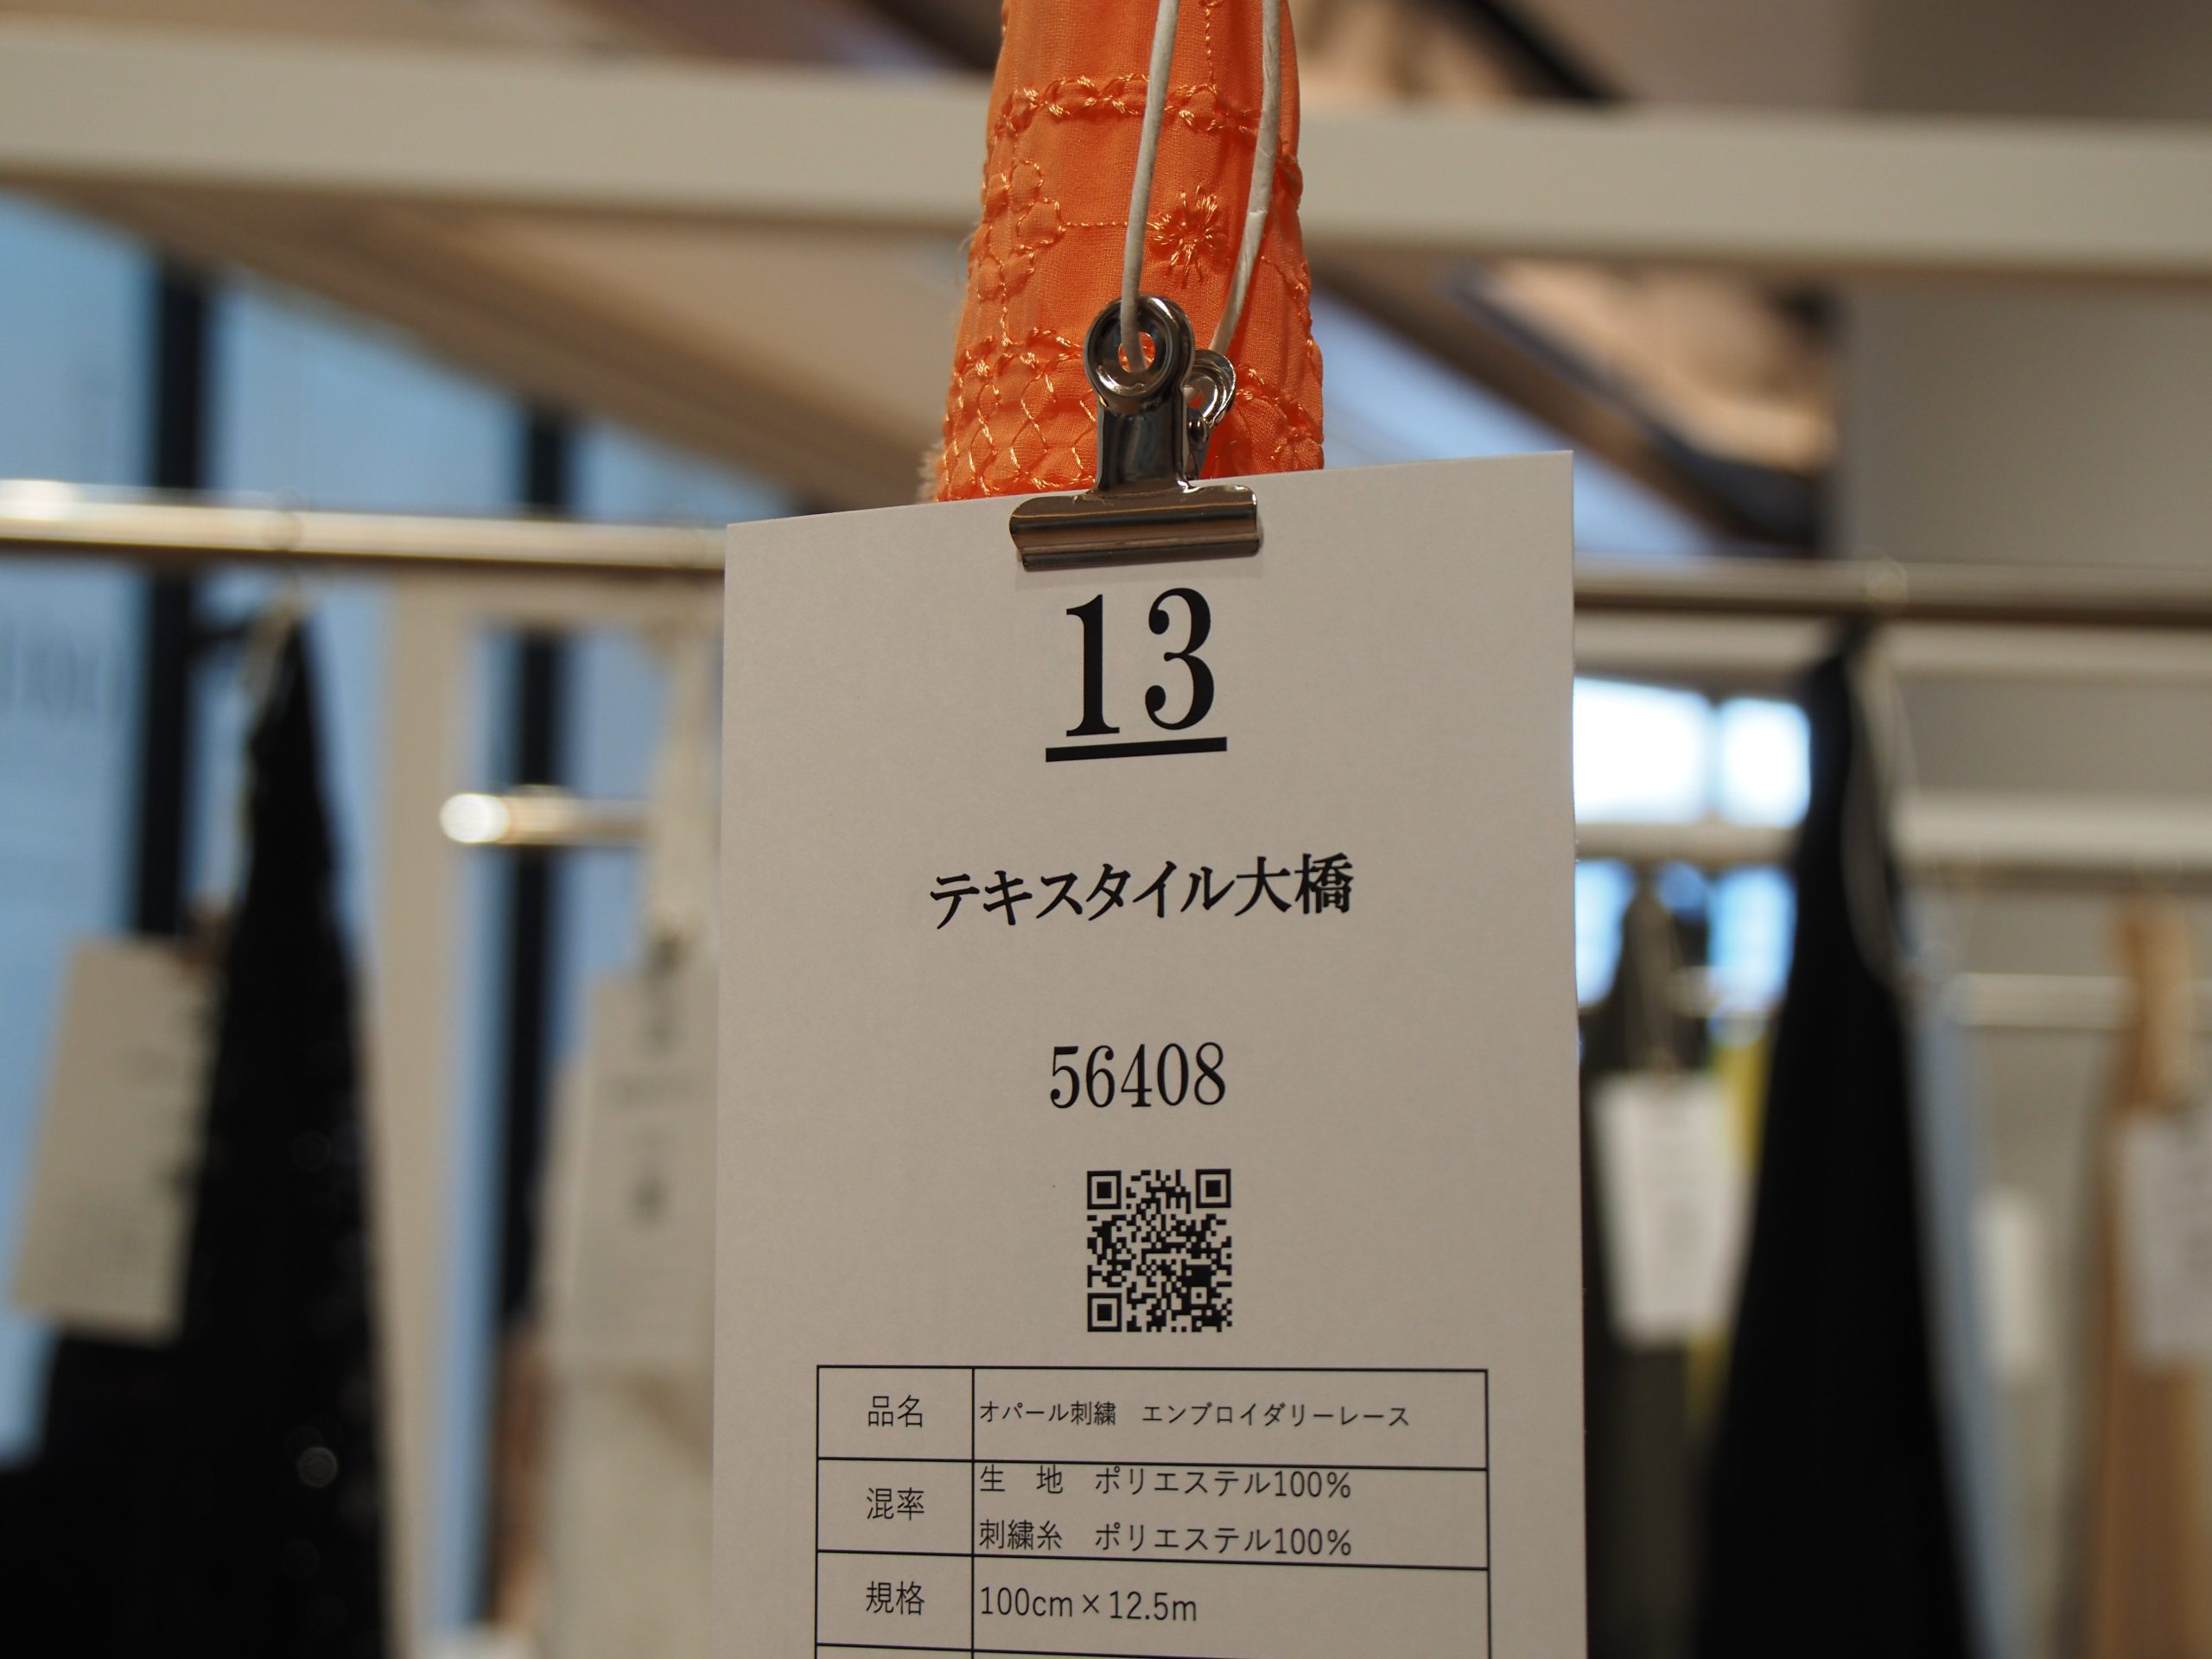 13
テキスタイル大橋
56408
品名 オパール刺繍　エンブロイダリーレース
混率 生　地　ポリエステル100%
刺繍糸　ポリエステル100%
規格 100cm×12.5m